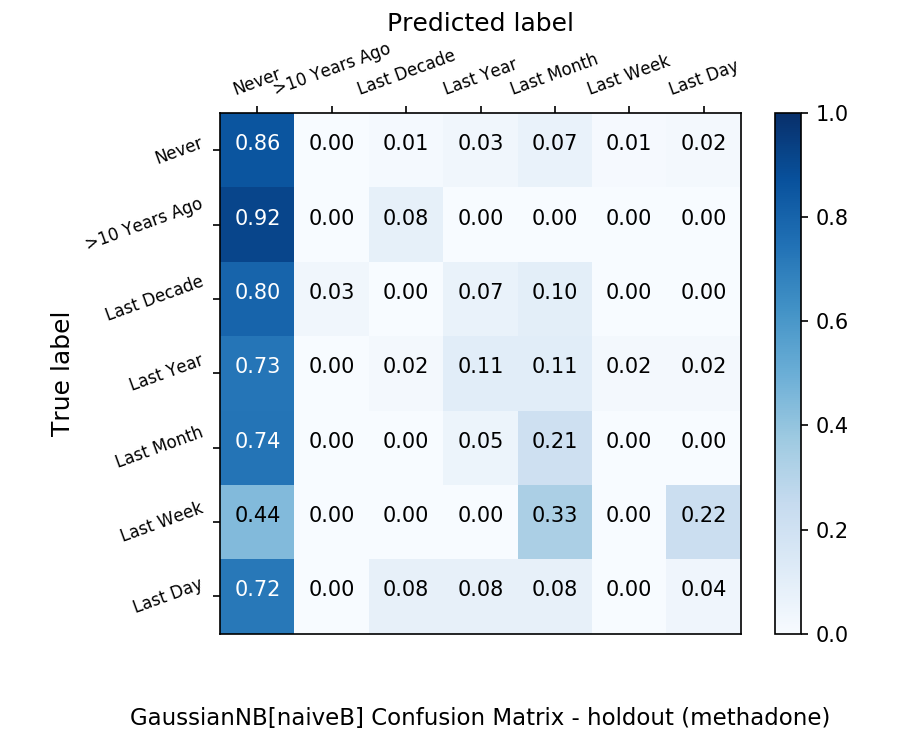 Predicted label
Never >10 Years Ago Last Decade Last Year Last Month Last Week Last Day
1.0
Never 0.86 0.00 0.01 0.03 0.07 0.01 0.02
>10 Years Ago 0.92 0.00 0.08 0.00 0.00 0.00 0.00
0.8
Last Decade 0.80 0.03 0.00 0.07 0.10 0.00 0.00
0.6
True label
Last Year 0.73 0.00 0.02 0.11 0.11 0.02 0.02
0.4
Last Month 0.74 0.00 0.00 0.05 0.21 0.00 0.00
Last Week 0.44 0.00 0.00 0.00 0.33 0.00 0.22
0.2
Last Day 0.72 0.00 0.08 0.08 0.08 0.00 0.04
0.0
GaussianNB[naiveB] Confusion Matrix - holdout (methadone)